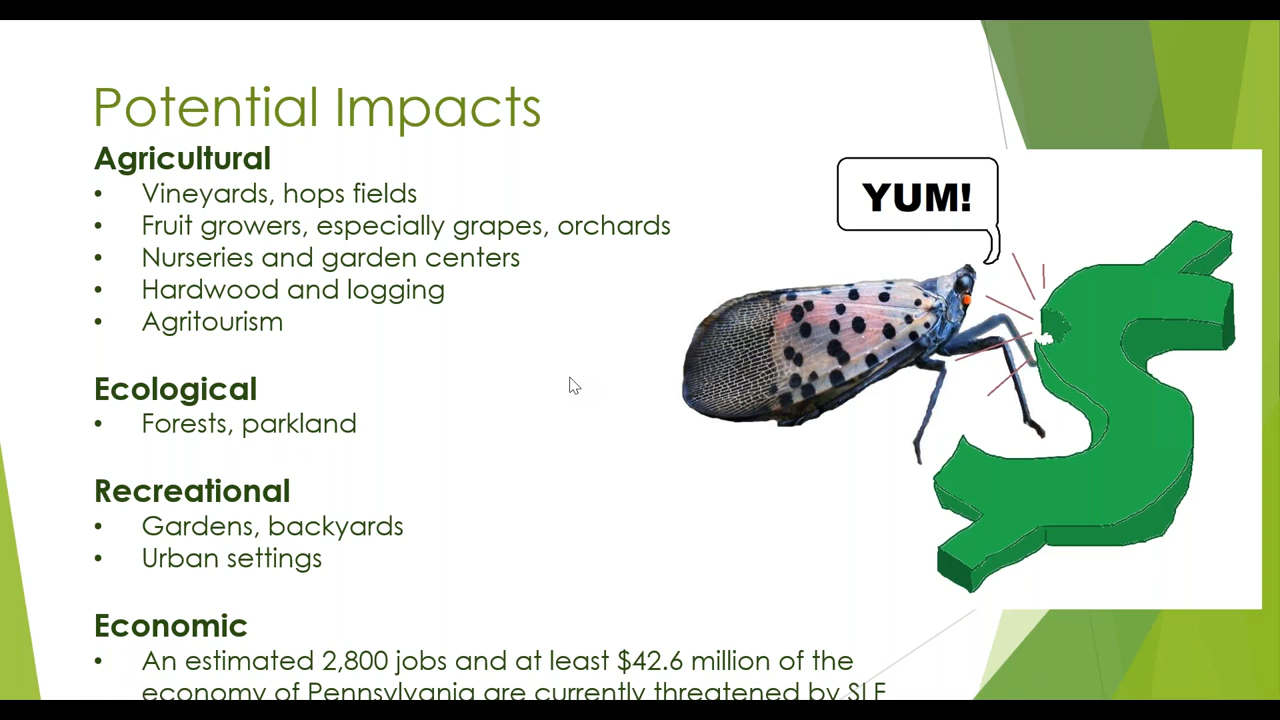 Potential Impacts
Agricultural
• Vineyards, hops fields
• Fruit growers, especially grapes, orchards
• Nurseries and garden centers
• Hardwood and logging
• Agritourism
Ecological
• Forests, parkland
Recreational
• Gardens, backyards
• Urban settings
Economic
• An estimated 2,800 jobs and at least $42.6 million of the
economy of Pennsylvania are currently threatened by SLF
YUM!